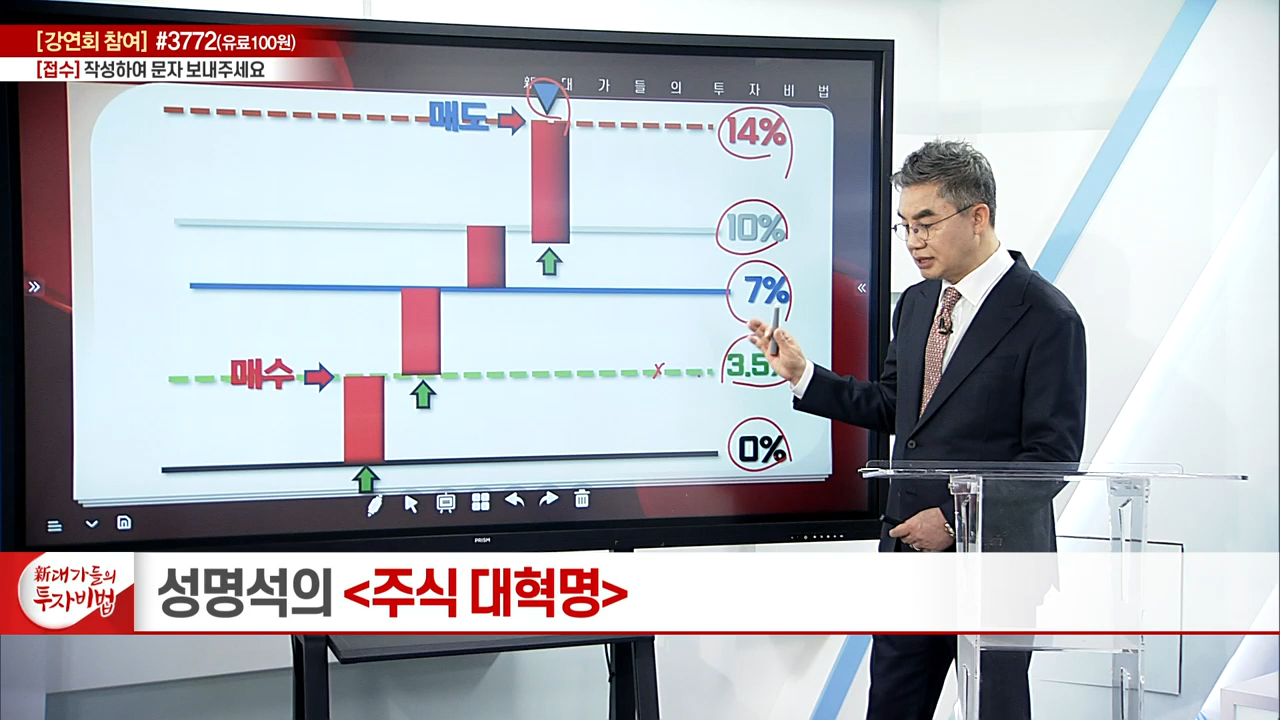 [강연회 참여] #3772(유료100원)
[접수] 작성하여 문자 보내주세요
新 대 가 들 의 투 자 비 법
매도
14%
10%
7%
매수
3.5%
0%
PRISM
新대가들의
투자비법
성명석의 <주식 대혁명>